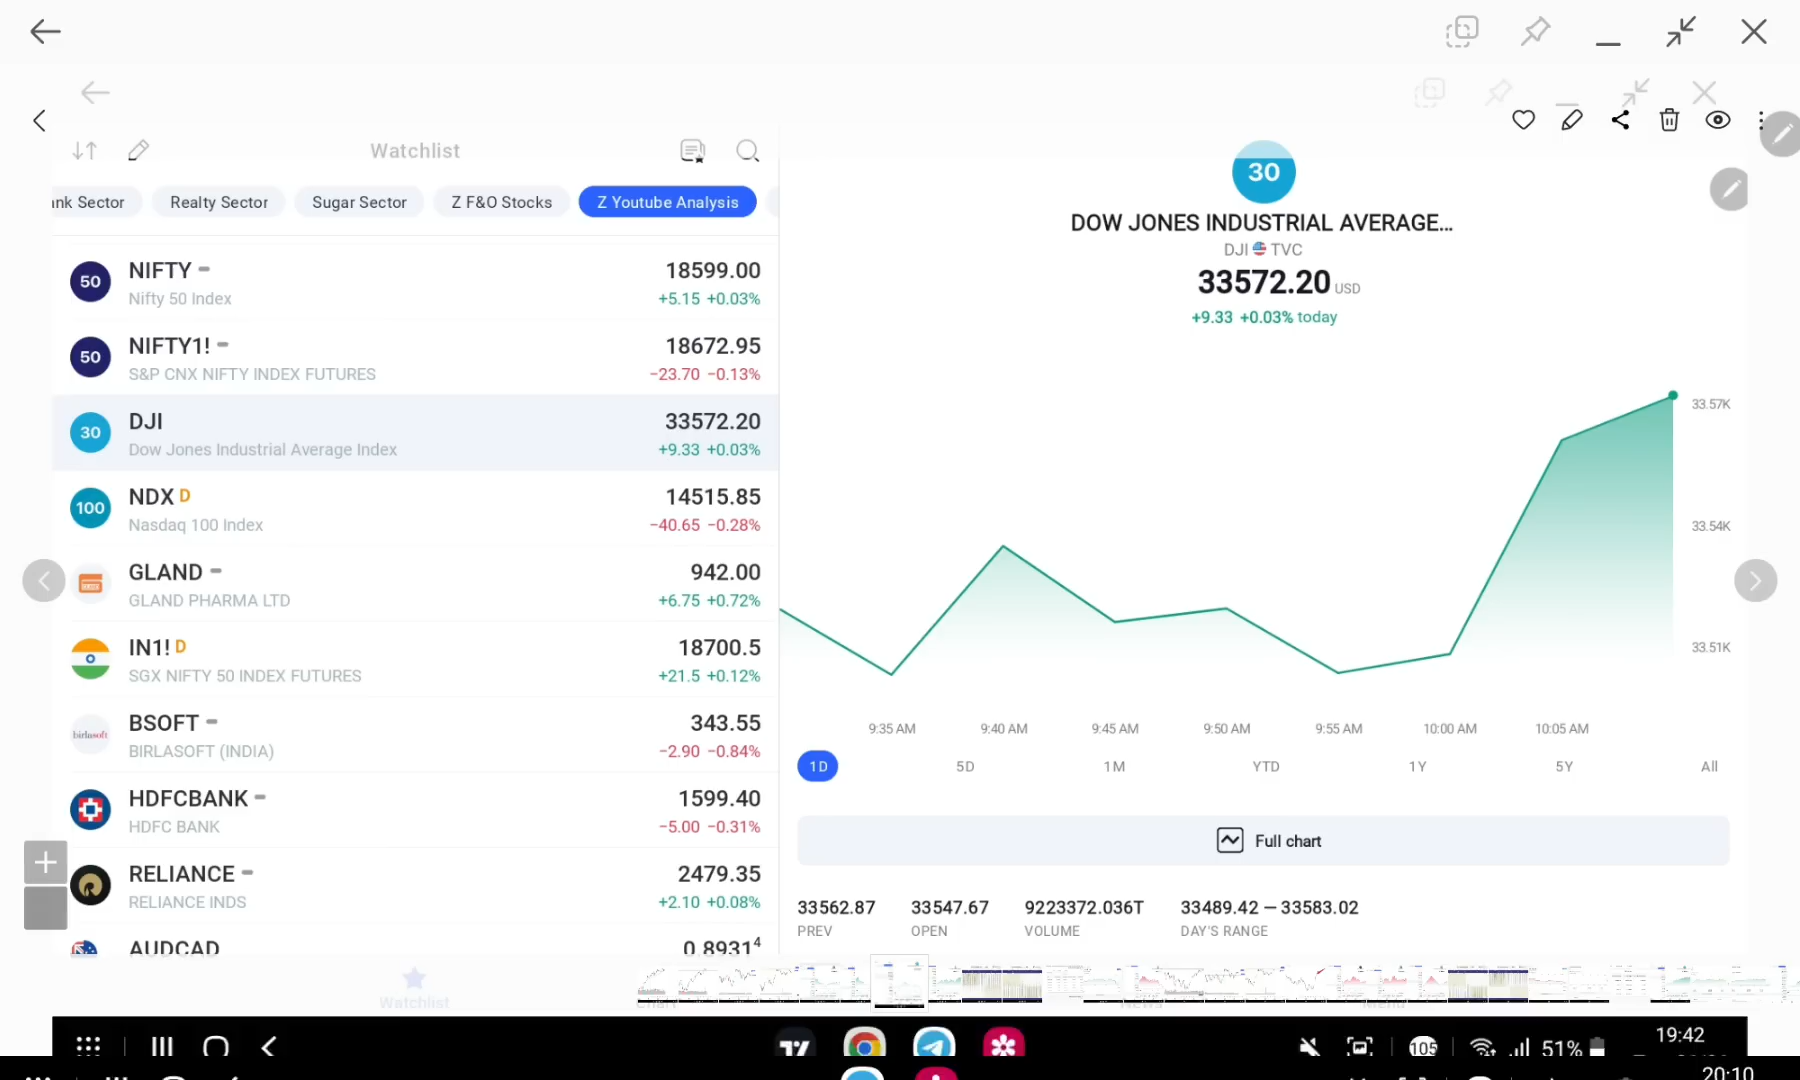 Watchlist
nk Sector
Realty Sector
Sugar Sector
Z F&O Stocks
Z Youtube Analysis
50
NIFTY
18599.00
Nifty 50 Index
+5.15 +0.03%
50
NIFTY1!
18672.95
S&P CNX NIFTY INDEX FUTURES
−23.70 −0.13%
30
DJI
33572.20
Dow Jones Industrial Average Index
+9.33 +0.03%
100
NDX D
14515.85
Nasdaq 100 Index
−40.65 −0.28%
GLAND
942.00
GLAND PHARMA LTD
+6.75 +0.72%
IN1! D
18700.5
SGX NIFTY 50 INDEX FUTURES
+21.5 +0.12%
birlasoft
BSOFT
343.55
BIRLASOFT (INDIA)
−2.90 −0.84%
HDFCBANK
1599.40
HDFC BANK
−5.00 −0.31%
RELIANCE
2479.35
RELIANCE INDS
+2.10 +0.08%
AUDCAD
0.8931⁴
Watchlist
30
DOW JONES INDUSTRIAL AVERAGE...
DJI TVC
33572.20 USD
+9.33 +0.03% today
33.57K
33.54K
33.51K
9:35 AM
9:40 AM
9:45 AM
9:50 AM
9:55 AM
10:00 AM
10:05 AM
1D
5D
1M
YTD
1Y
5Y
All
Full chart
33562.87
33547.67
9223372.036T
33489.42 — 33583.02
PREV
OPEN
VOLUME
DAY'S RANGE
105
51%
19:42
20:10